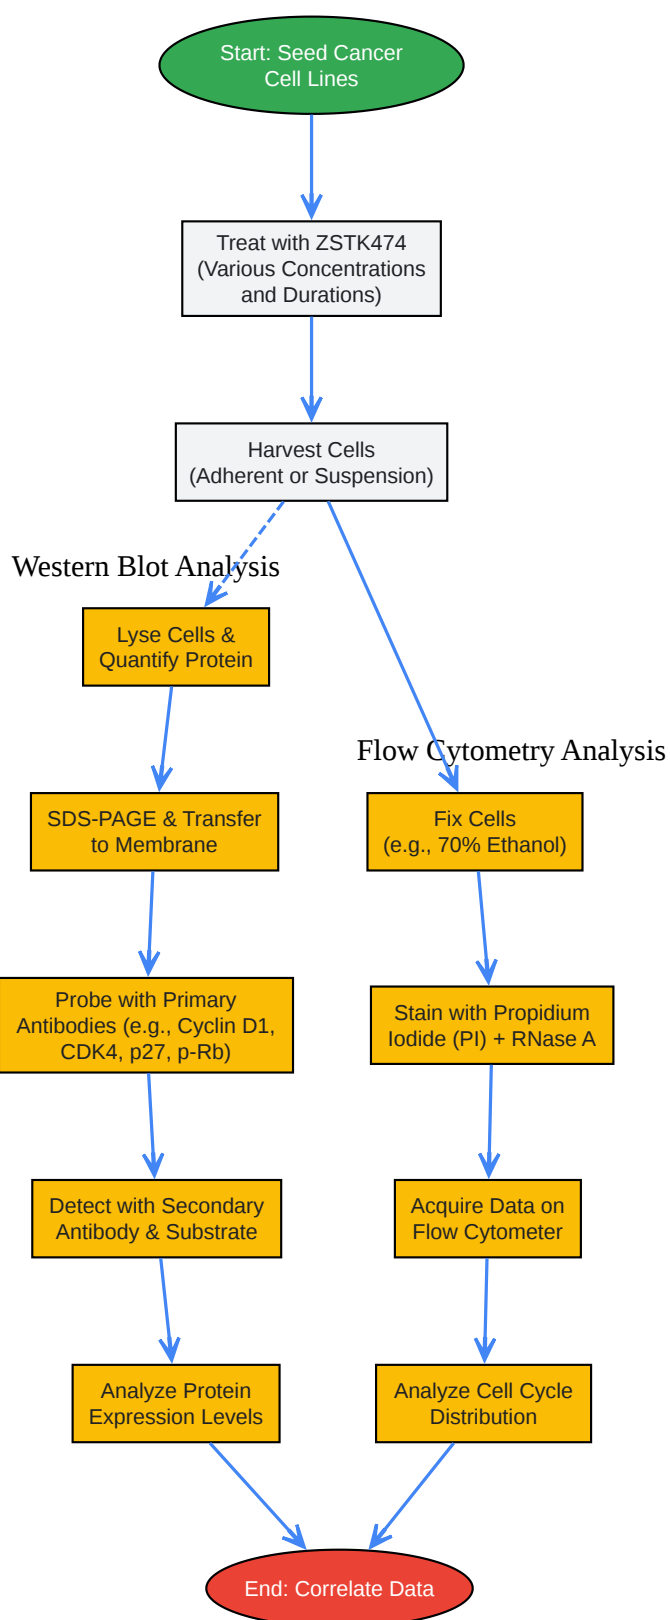 Start: Seed Cancer
Cell Lines
Treat with ZSTK474
(Various Concentrations
and Durations)
Harvest Cells
(Adherent or Suspension)
Western Blot Analysis
Lyse Cells &
Quantify Protein
SDS-PAGE & Transfer
to Membrane
Probe with Primary
Antibodies (e.g., Cyclin D1,
CDK4, p27, p-Rb)
Detect with Secondary
Antibody & Substrate
Analyze Protein
Expression Levels
Flow Cytometry Analysis
Fix Cells
(e.g., 70% Ethanol)
Stain with Propidium
Iodide (PI) + RNase A
Acquire Data on
Flow Cytometer
Analyze Cell Cycle
Distribution
End: Correlate Data